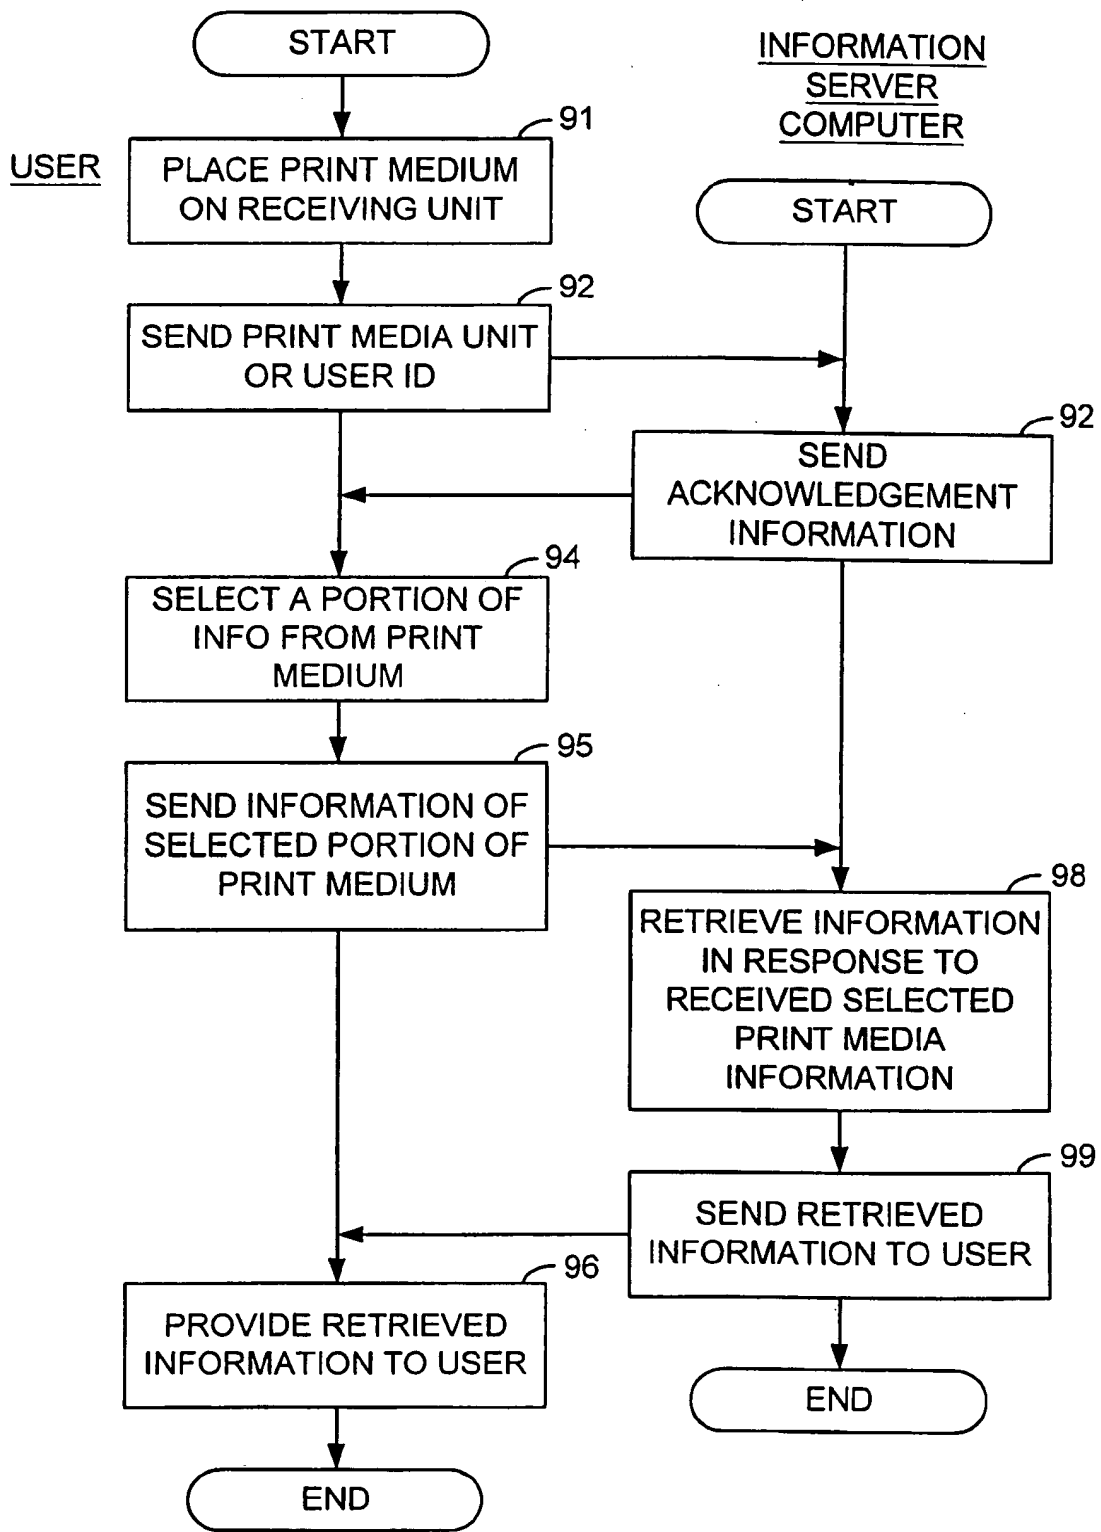 START
INFORMATION
SERVER
COMPUTER
91
USER
PLACE PRINT MEDIUM
ON RECEIVING UNIT
START
92
SEND PRINT MEDIA UNIT
OR USER ID
92
SEND
ACKNOWLEDGEMENT
INFORMATION
94
SELECT A PORTION OF
INFO FROM PRINT
MEDIUM
95
SEND INFORMATION OF
SELECTED PORTION OF
PRINT MEDIUM
98
RETRIEVE INFORMATION
IN RESPONSE TO
RECEIVED SELECTED
PRINT MEDIA
INFORMATION
99
SEND RETRIEVED
INFORMATION TO USER
96
PROVIDE RETRIEVED
INFORMATION TO USER
END
END